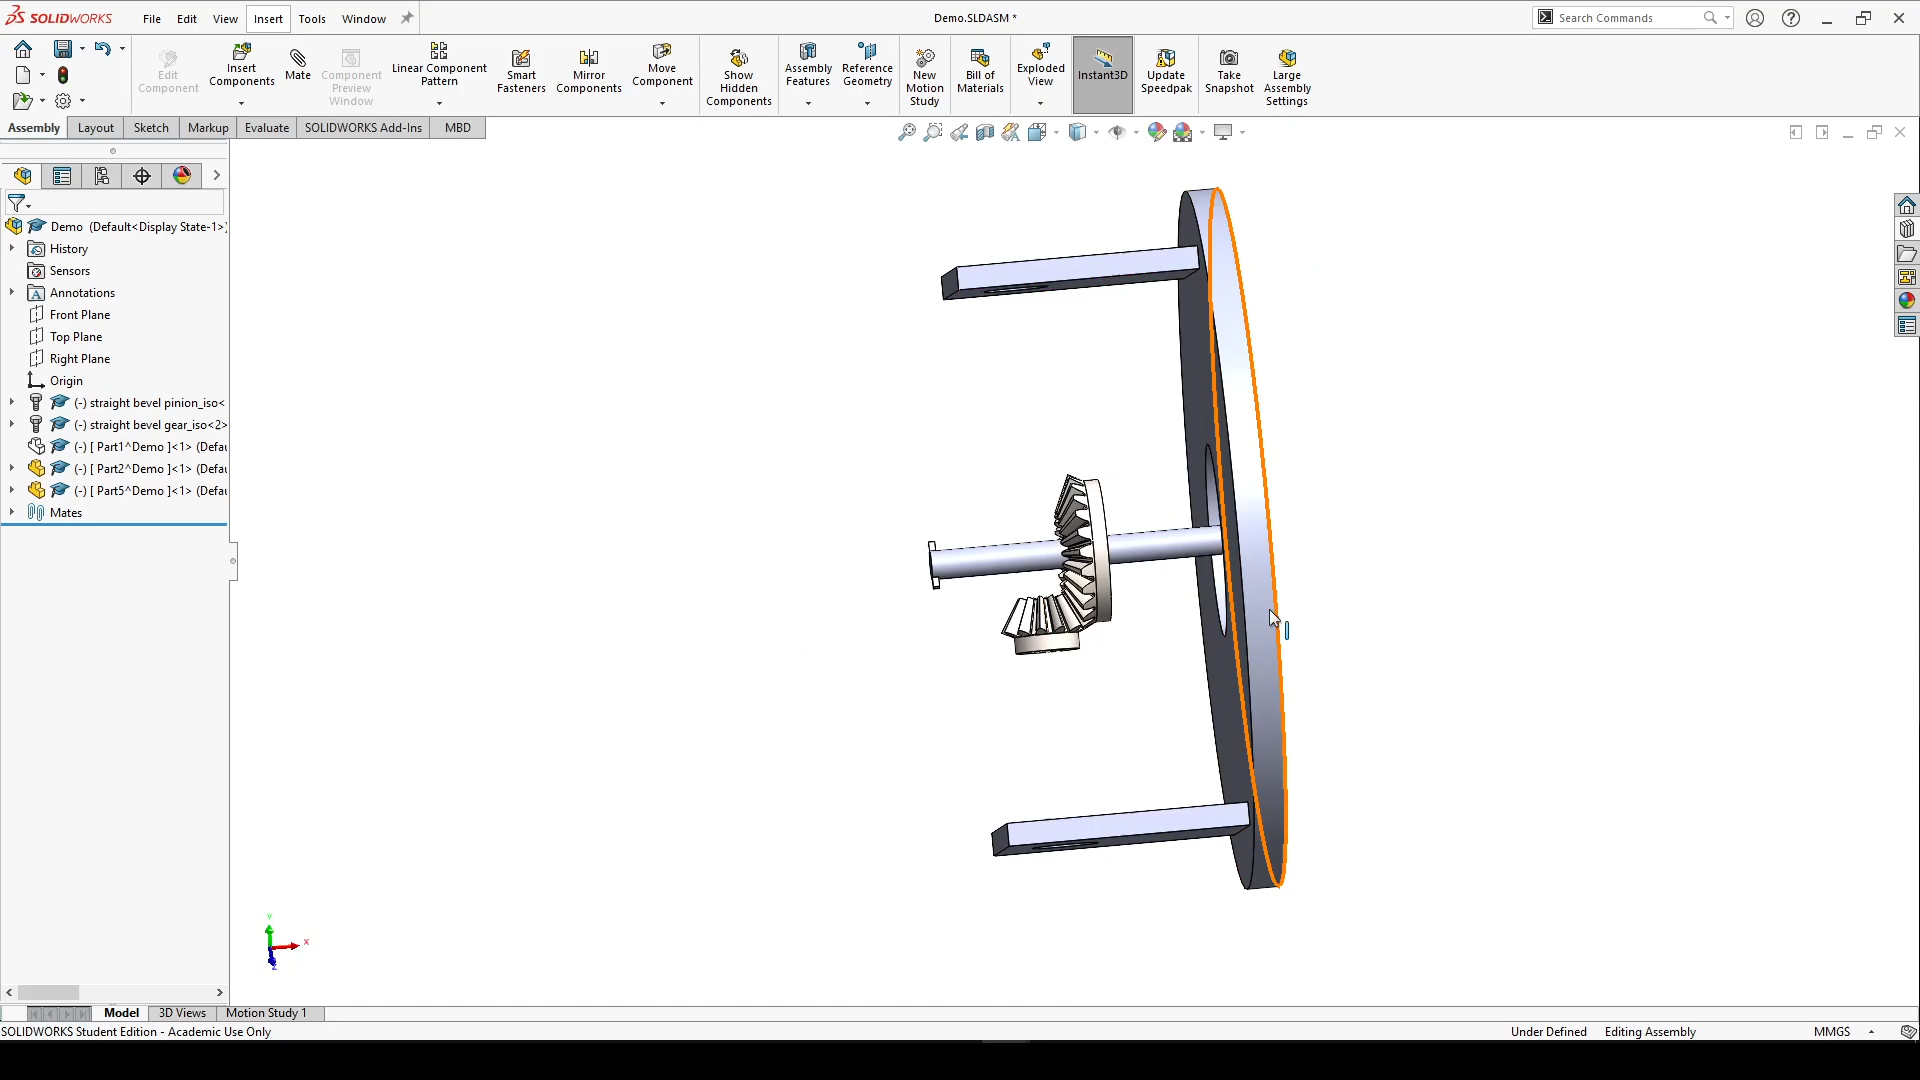 SOLIDWORKS File Edit View Insert Tools Window Demo.SLDASM * Search Commands
Edit Component
Insert Components
Mate
Component Preview Window
Linear Component Pattern
Smart Fasteners
Mirror Components
Move Component
Show Hidden Components
Assembly Features
Reference Geometry
New Motion Study
Bill of Materials
Exploded View
Instant3D
Update Speedpak
Take Snapshot
Large Assembly Settings
Assembly Layout Sketch Markup Evaluate SOLIDWORKS Add-Ins MBD
Demo (Default<Display State-1>)
History
Sensors
Annotations
Front Plane
Top Plane
Right Plane
Origin
(-) straight bevel pinion_iso<
(-) straight bevel gear_iso<2>
(-) [ Part1^Demo ]<1> (Defau
(-) [ Part2^Demo ]<1> (Defau
(-) [ Part5^Demo ]<1> (Defau
Mates
Y
X
Z
Model 3D Views Motion Study 1
SOLIDWORKS Student Edition - Academic Use Only Under Defined Editing Assembly MMGS